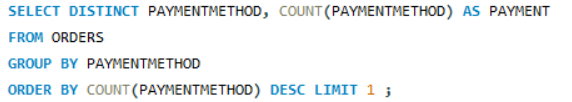 SELECT DISTINCT PAYMENTMETHOD, COUNT(PAYMENTMETHOD) AS PAYMENT
FROM ORDERS
GROUP BY PAYMENTMETHOD
ORDER BY COUNT(PAYMENTMETHOD) DESC LIMIT 1 ;